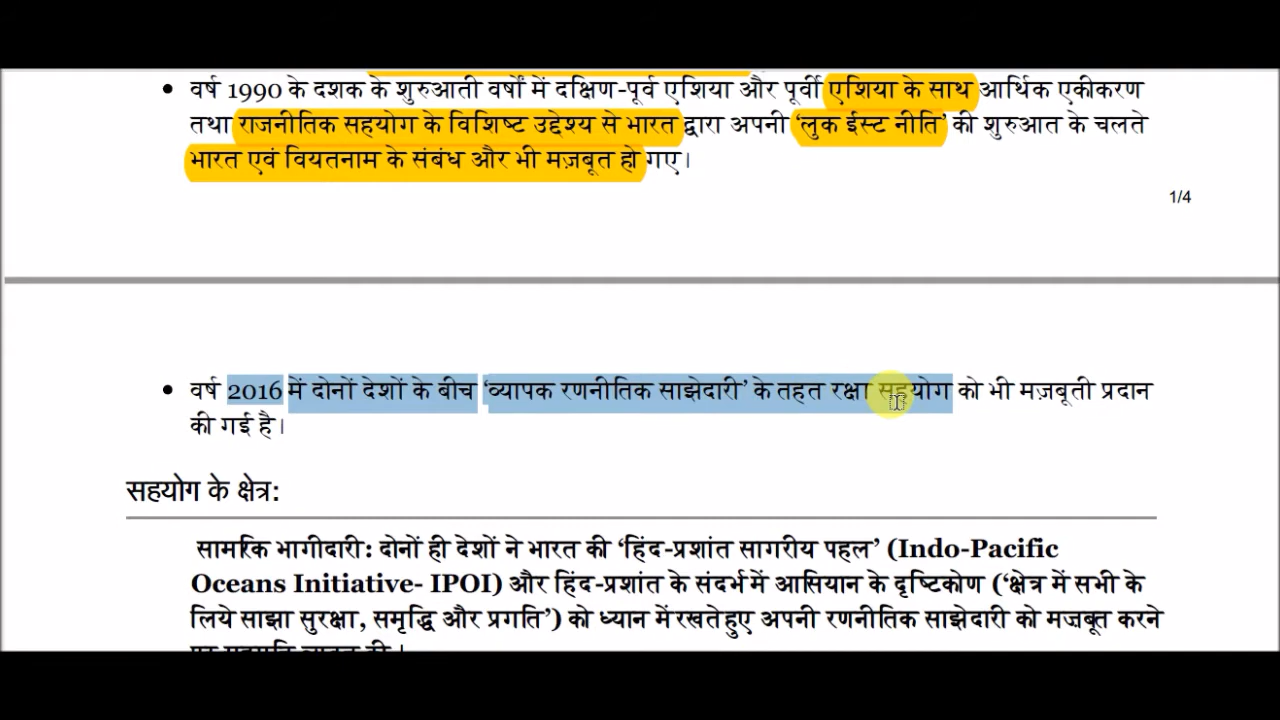 • वर्ष 1990 के दशक के शुरुआती वर्षों में दक्षिण-पूर्व एशिया और पूर्वी एशिया के साथ आर्थिक एकीकरण
तथा राजनीतिक सहयोग के विशिष्ट उद्देश्य से भारत द्वारा अपनी ‘लुक ईस्ट नीति’ की शुरुआत के चलते
भारत एवं वियतनाम के संबंध और भी मज़बूत हो गए।
1/4
• वर्ष 2016 में दोनों देशों के बीच ‘व्यापक रणनीतिक साझेदारी’ के तहत रक्षा सहयोग को भी मज़बूती प्रदान
की गई है।
सहयोग के क्षेत्र:
सामरिक भागीदारी: दोनों ही देशों ने भारत की ‘हिंद-प्रशांत सागरीय पहल’ (Indo-Pacific
Oceans Initiative- IPOI) और हिंद-प्रशांत के संदर्भ में आसियान के दृष्टिकोण (‘क्षेत्र में सभी के
लिये साझा सुरक्षा, समृद्धि और प्रगति’) को ध्यान में रखते हुए अपनी रणनीतिक साझेदारी को मजबूत करने